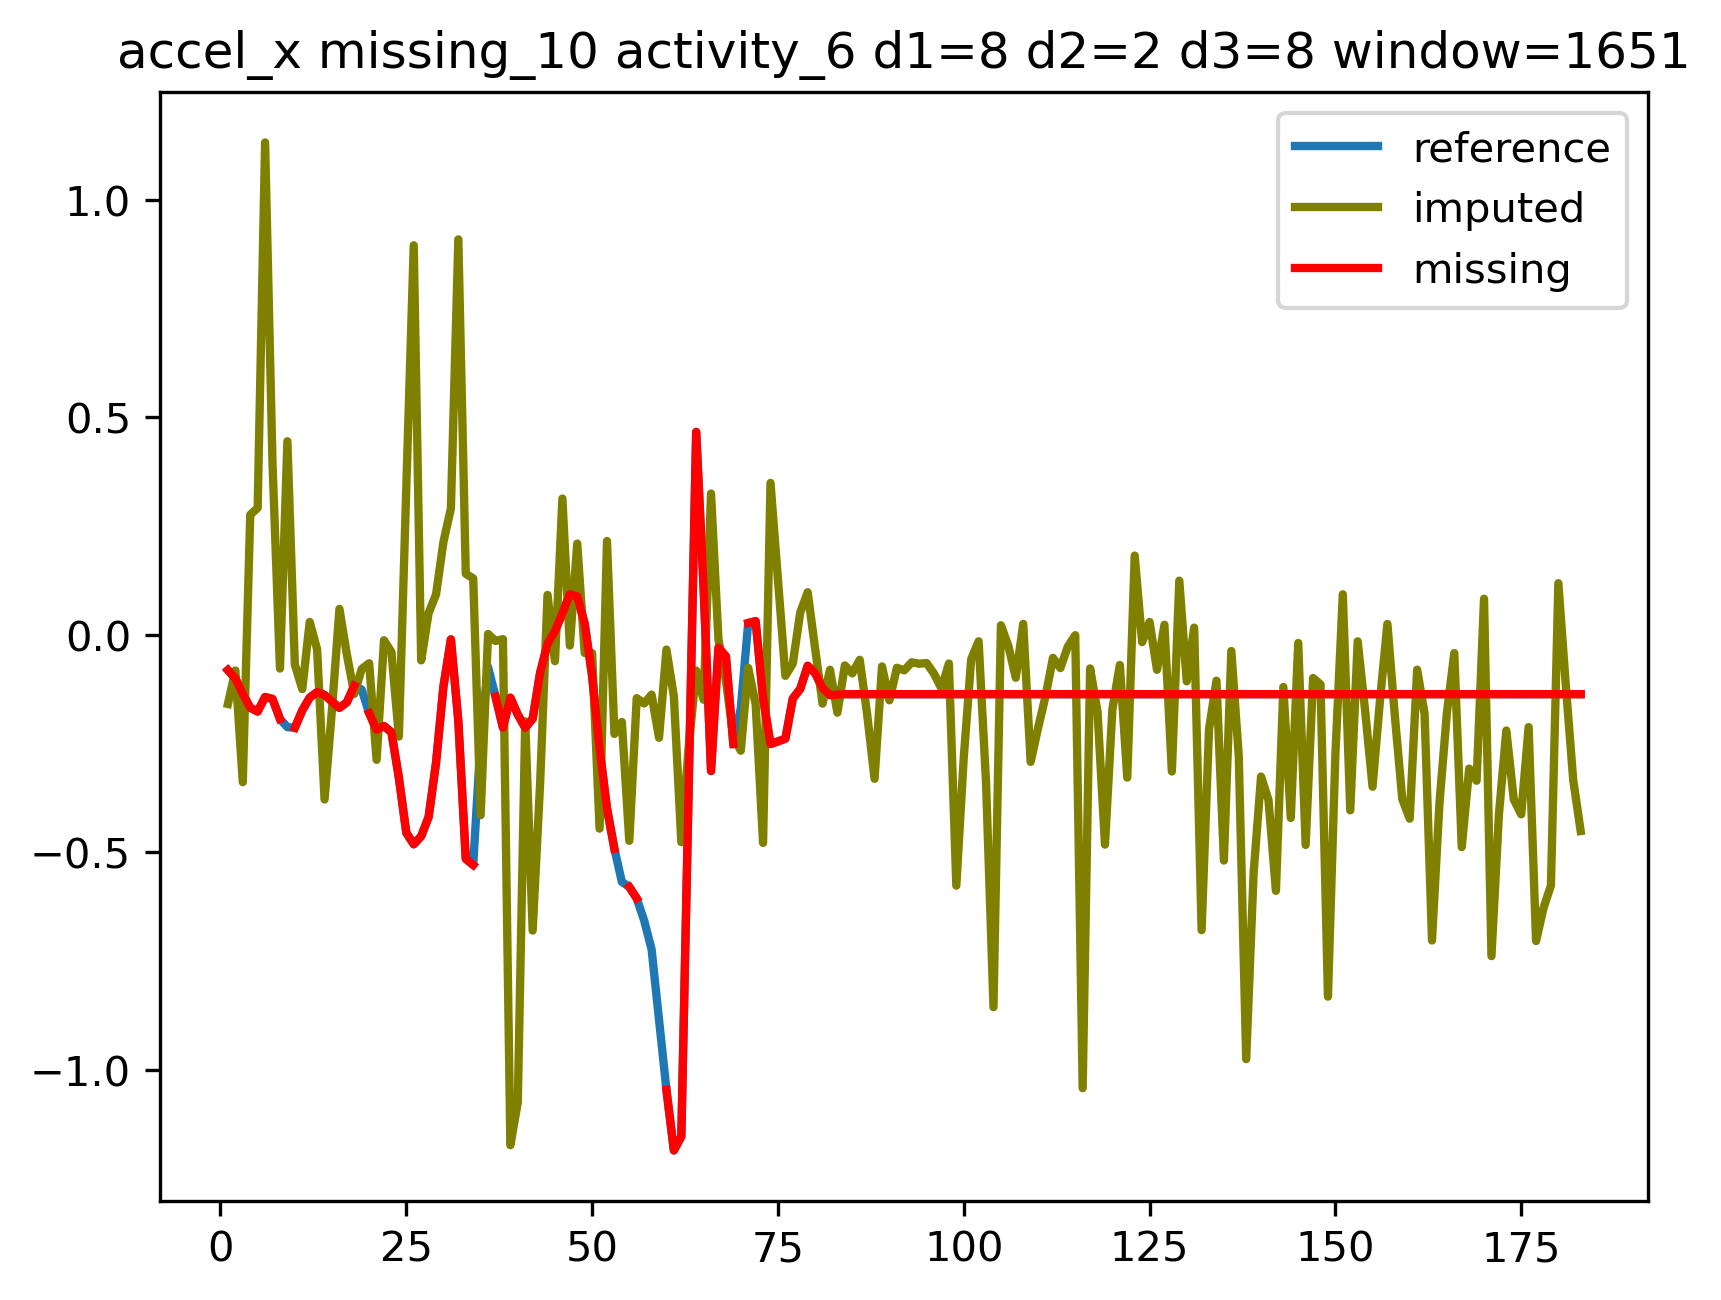 accel_x missing_10 activity_6 d1=8 d2=2 d3=8 window=1651
reference
imputed
missing
1.0
0.5
0.0
−0.5
−1.0
0 25 50 75 100 125 150 175